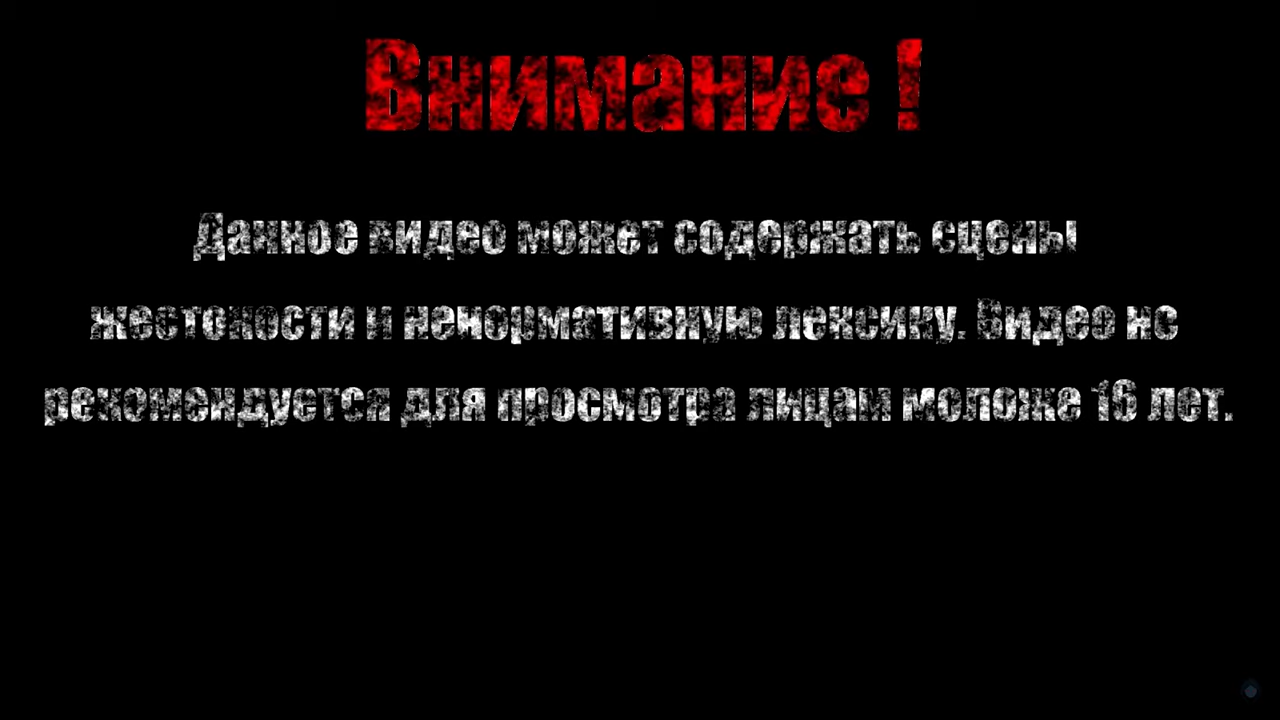 Внимание !
Данное видео может содержать сцены
жестокости и ненормативную лексику. Видео не
рекомендуется для просмотра лицам моложе 16 лет.